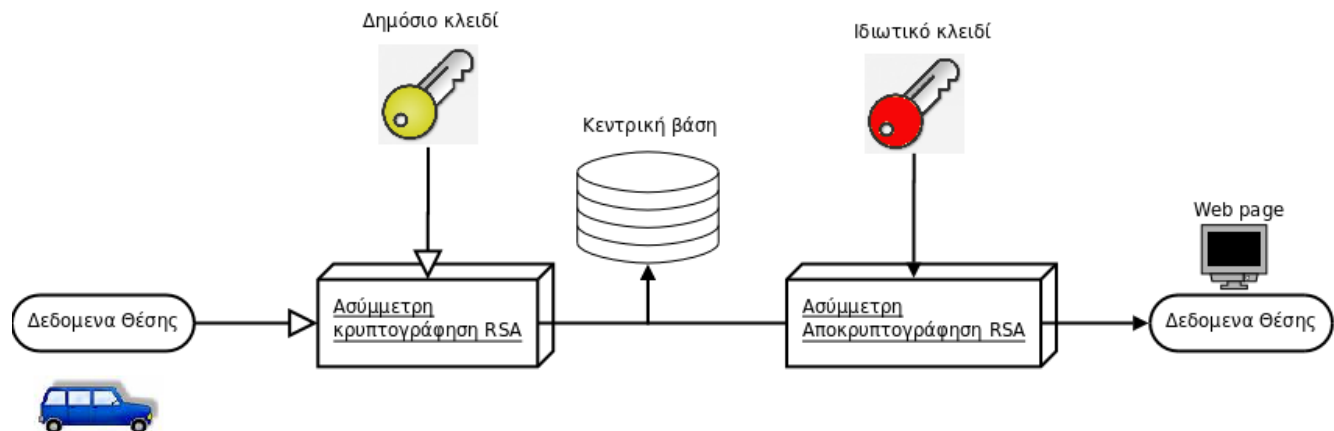 Δημόσιο κλειδί
Ιδιωτικό κλειδί
Κεντρική βάση
Web page
Δεδομενα Θέσης
Ασύμμετρη
κρυπτογράφηση RSA
Ασύμμετρη
Αποκρυπτογράφηση RSA
Δεδομενα Θέσης